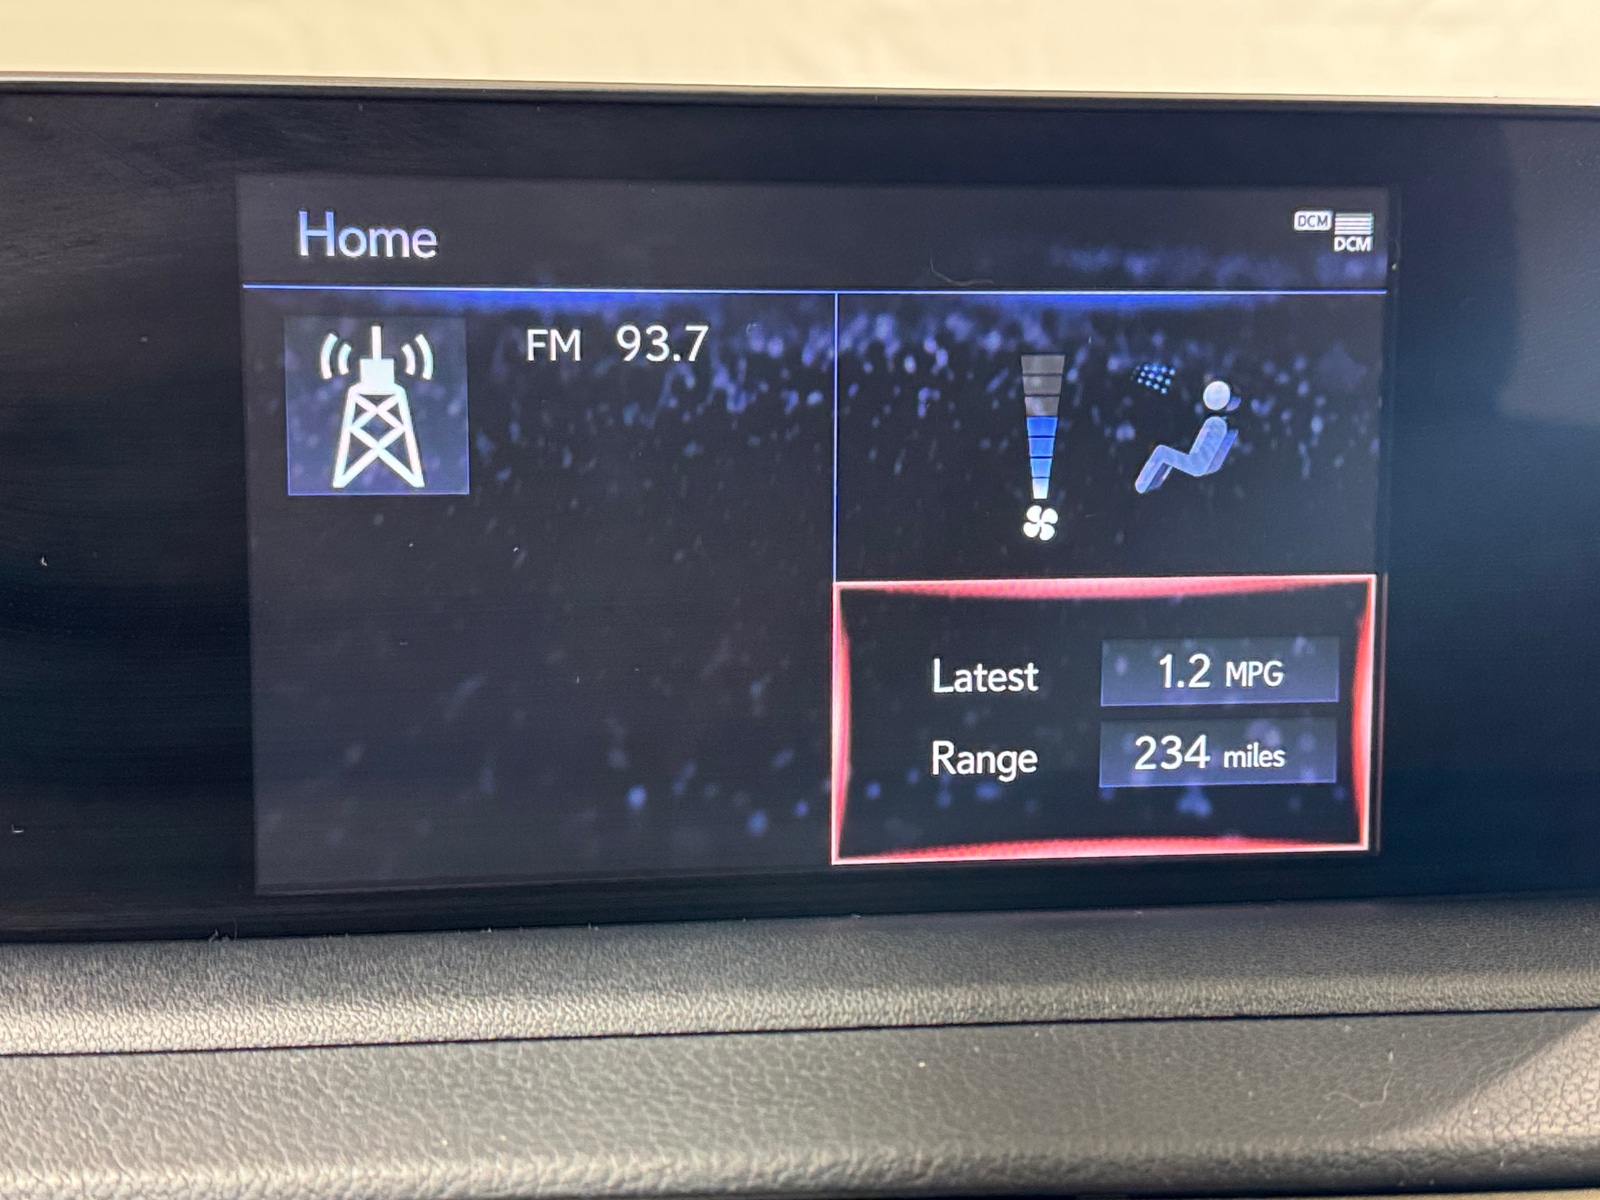 Home
DCM
DCM
FM 93.7
Latest 1.2 MPG
Range 234 miles